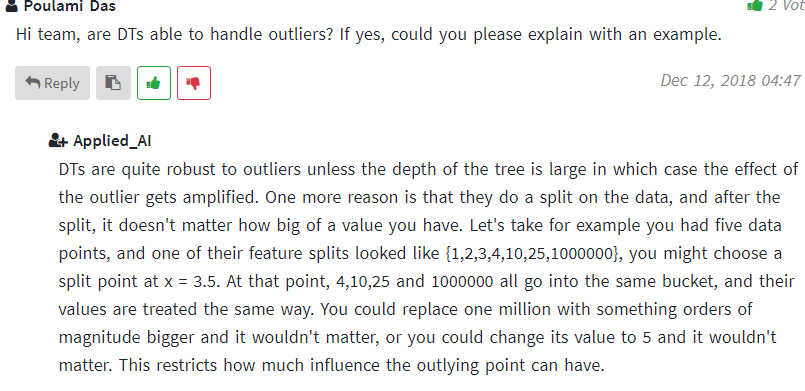 Poulami Das
2 Vot
Hi team, are DTs able to handle outliers? If yes, could you please explain with an example.
Reply
Dec 12, 2018 04:47
Applied_AI
DTs are quite robust to outliers unless the depth of the tree is large in which case the effect of
the outlier gets amplified. One more reason is that they do a split on the data, and after the
split, it doesn't matter how big of a value you have. Let's take for example you had five data
points, and one of their feature splits looked like {1,2,3,4,10,25,1000000}, you might choose a
split point at x = 3.5. At that point, 4,10,25 and 1000000 all go into the same bucket, and their
values are treated the same way. You could replace one million with something orders of
magnitude bigger and it wouldn't matter, or you could change its value to 5 and it wouldn't
matter. This restricts how much influence the outlying point can have.